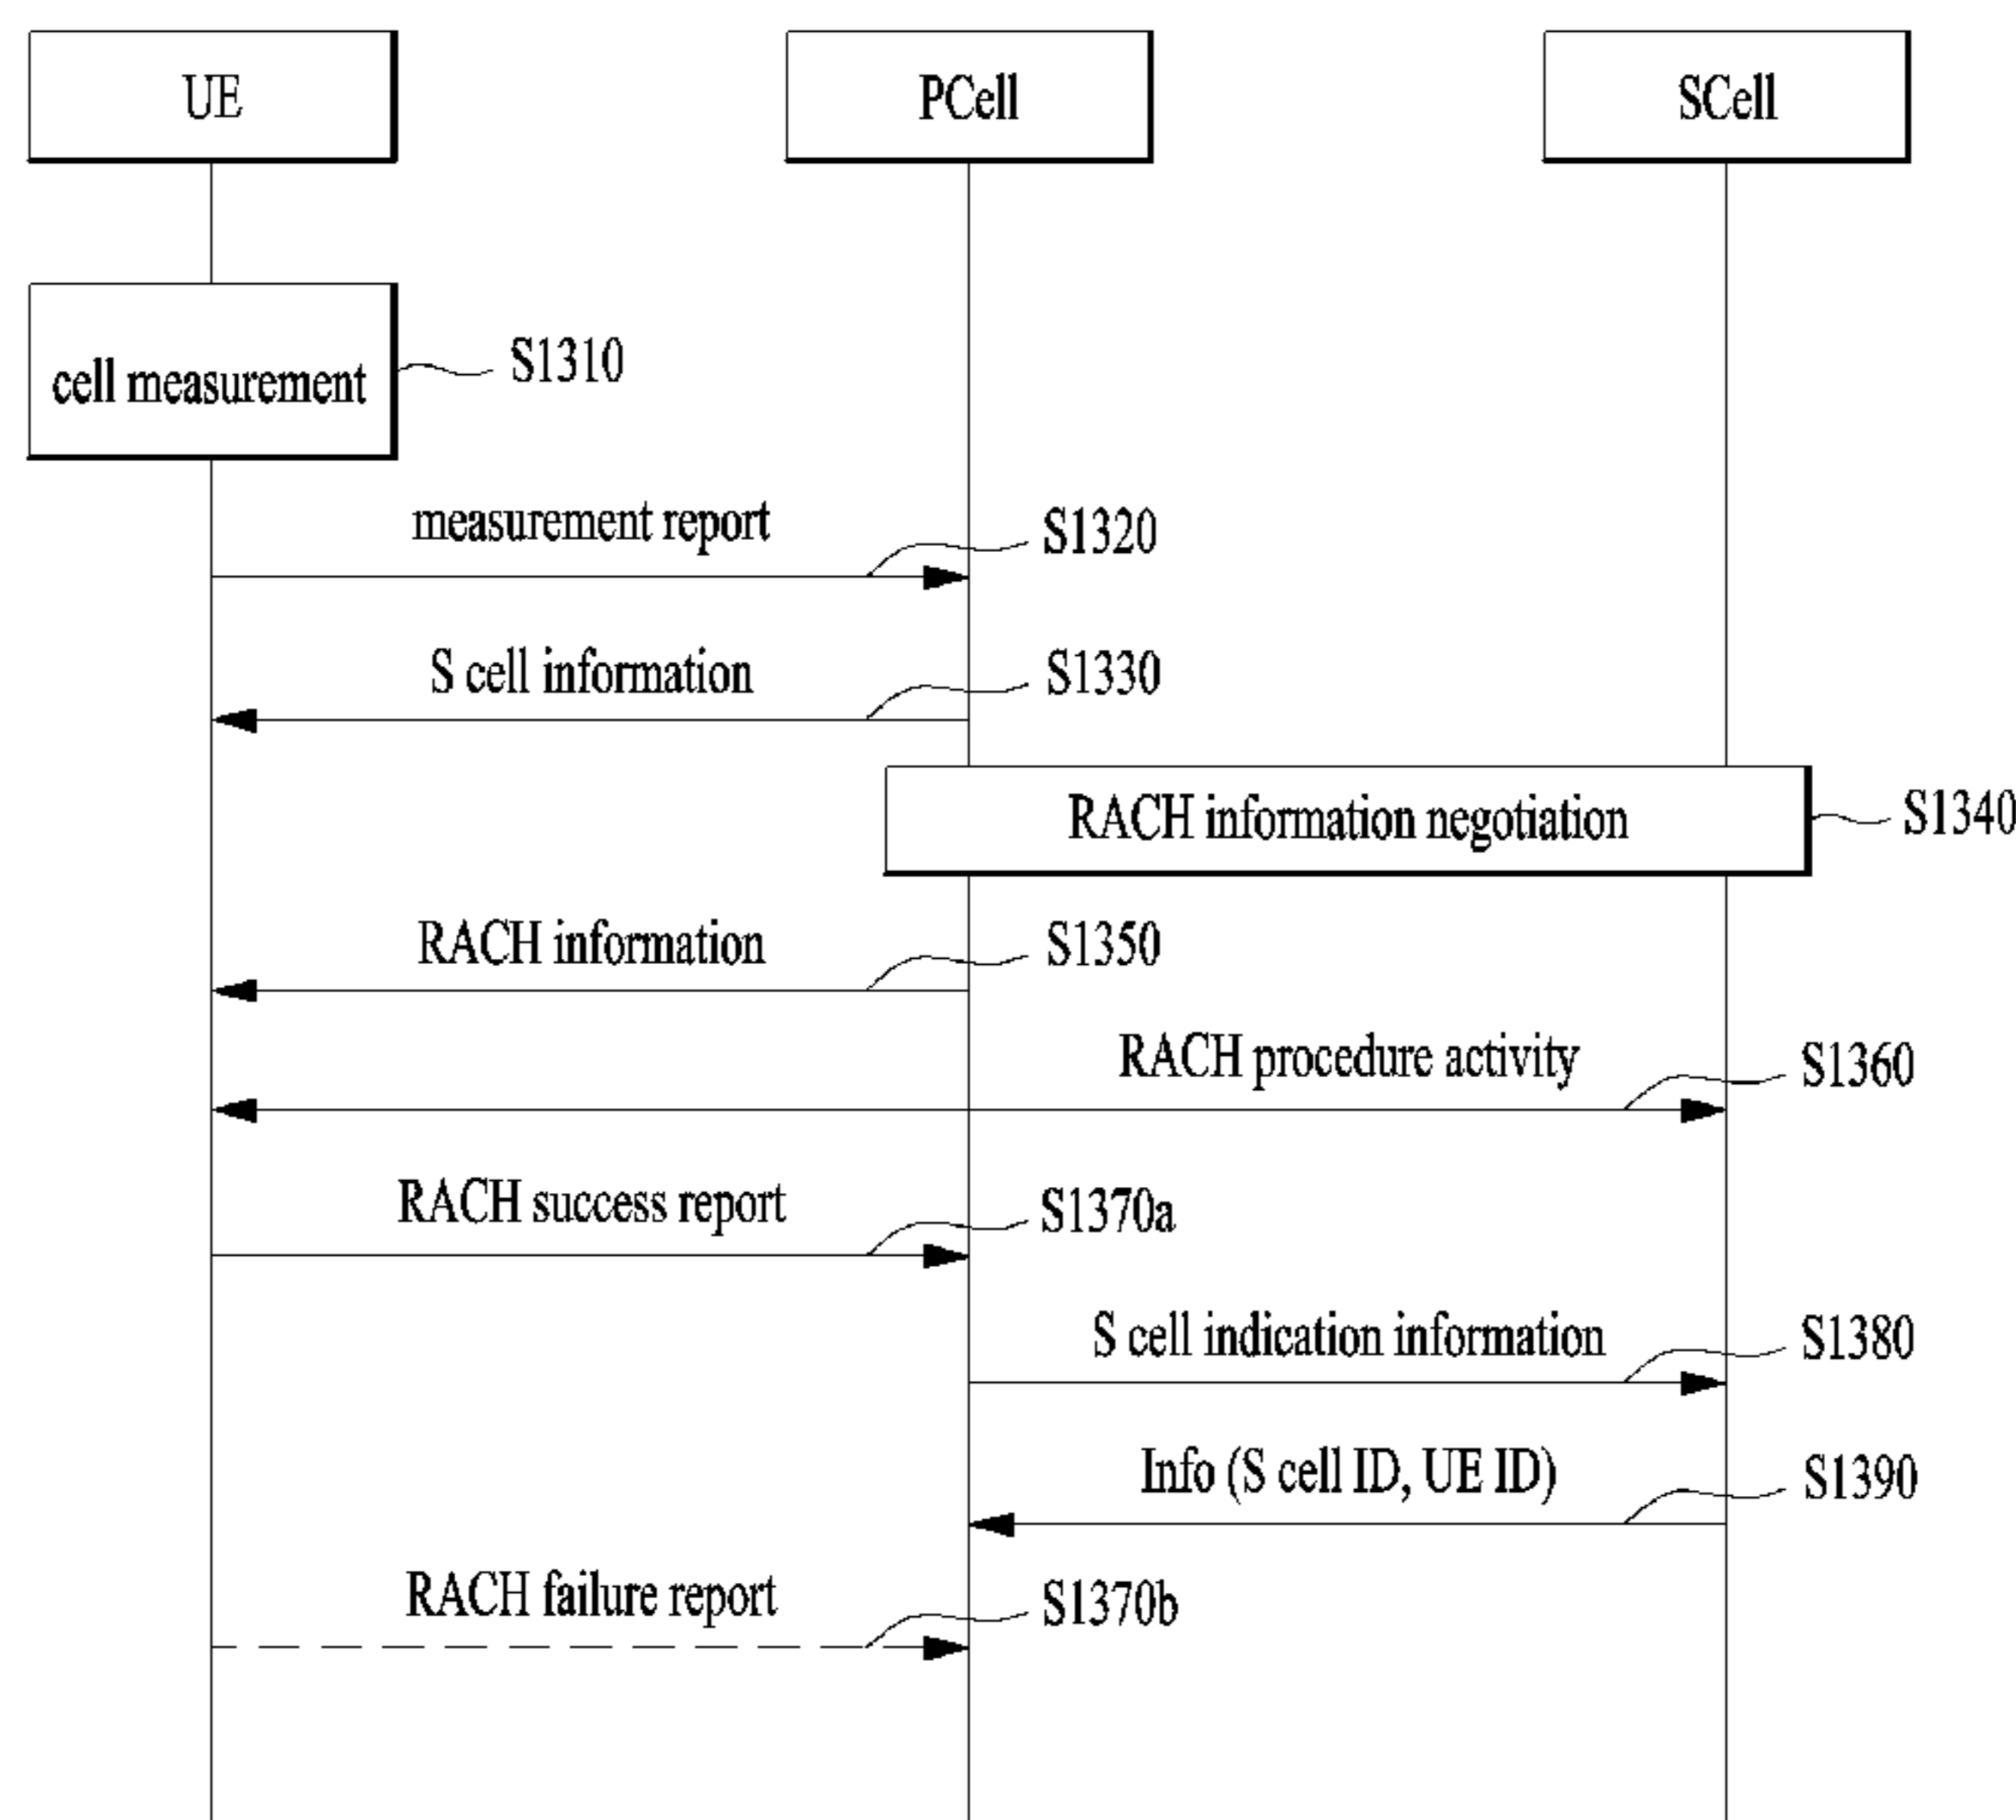 UE
PCell
SCell
cell measurement
S1310
measurement report
S1320
S cell information
S1330
RACH information negotiation
S1340
RACH information
S1350
RACH procedure activity
S1360
RACH success report
S1370a
S cell indication information
S1380
Info (S cell ID, UE ID)
S1390
RACH failure report
S1370b